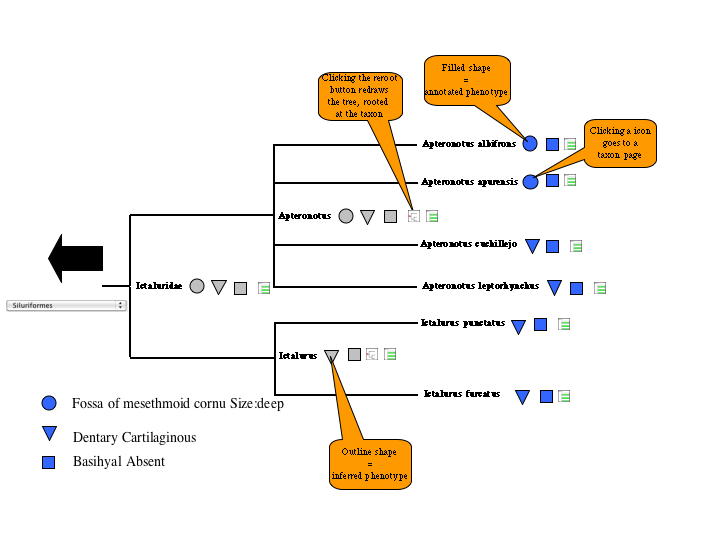 Filled shape
=
annotated phenotype
Clicking the reroot
button redraws
the tree, rooted
at the taxon
Clicking a icon
goes to a
taxon page
Apteronotus albifrons
Apteronotus apurensis
Apteronotus
Apteronotus cuchillejo
Ictaluridae
Apteronotus leptorhynchus
Siluriformes
Ictalurus punctatus
Ictalurus
Ictalurus furcatus
Fossa of mesethmoid cornu Size:deep
Dentary Cartilaginous
Basihyal Absent
Outline shape
=
inferred phenotype